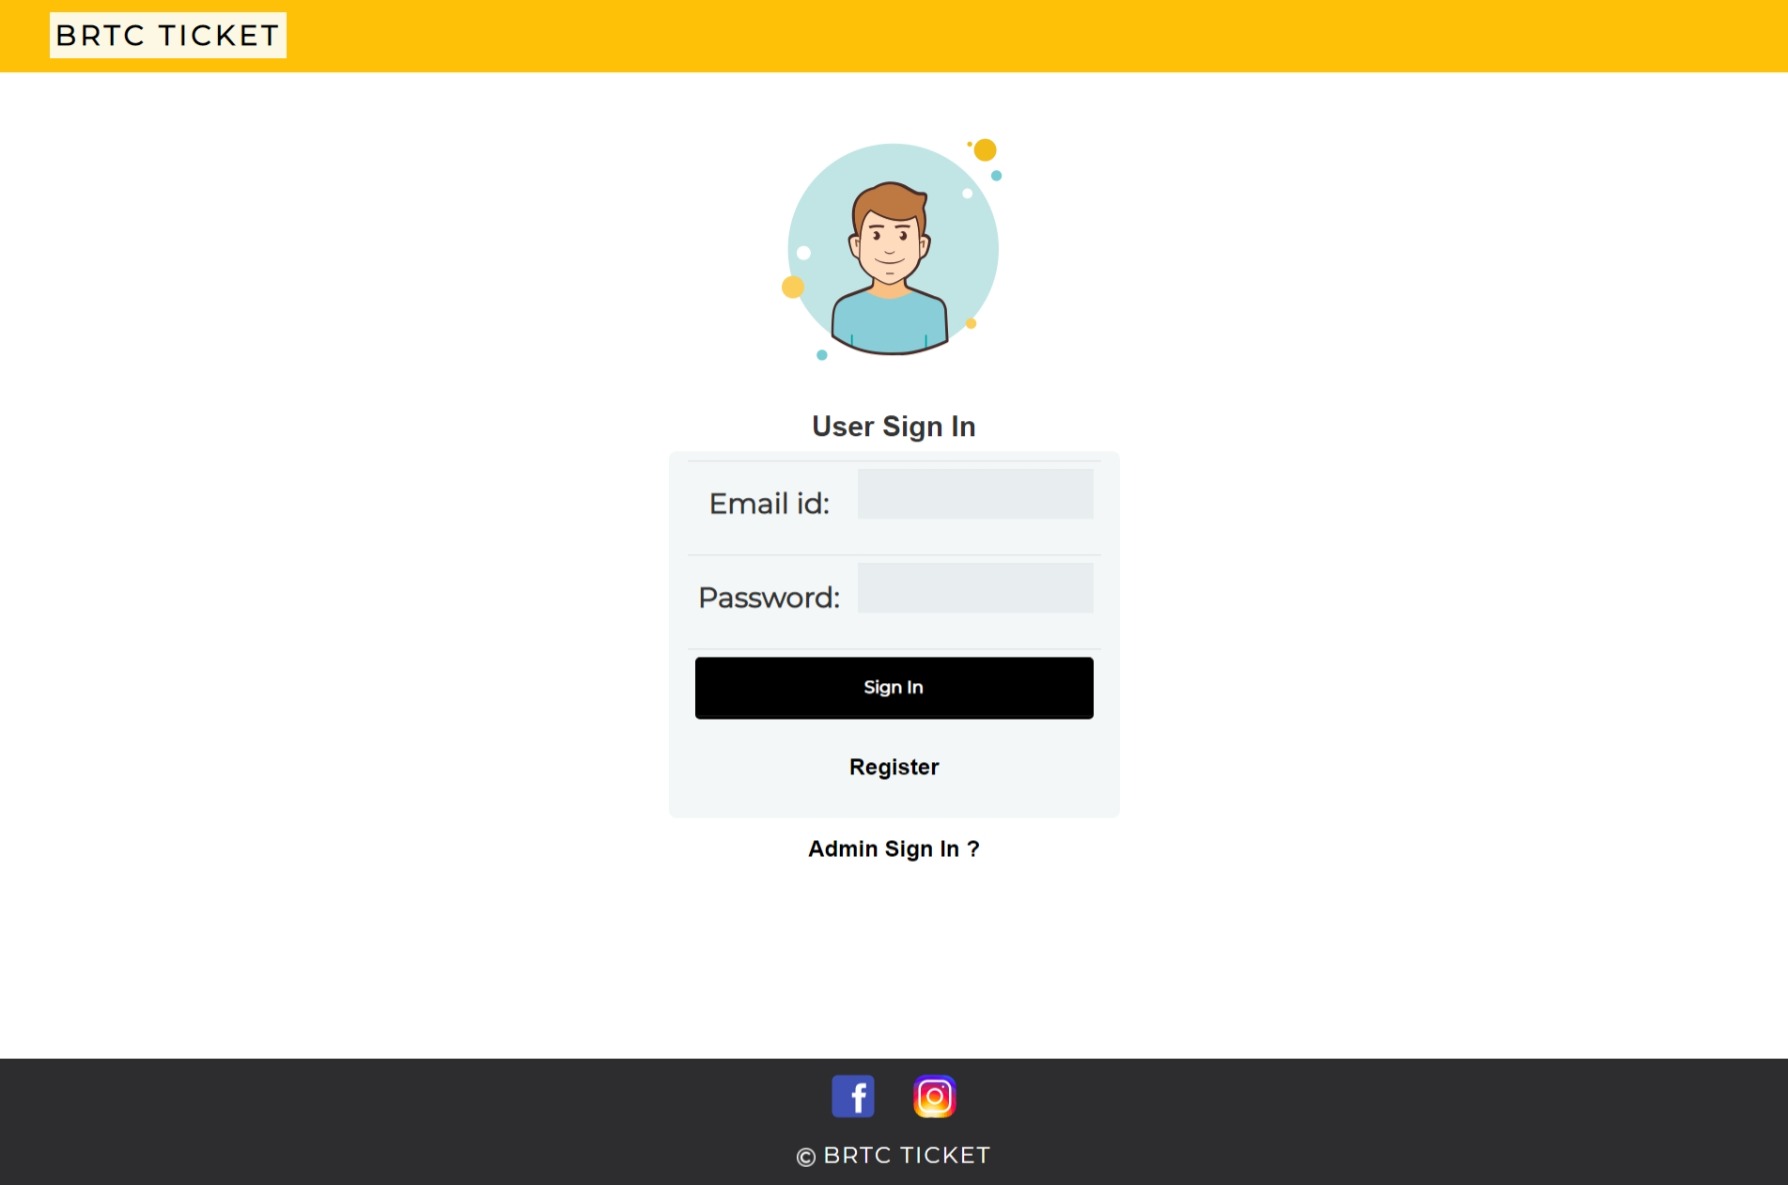 BRTC TICKET
User Sign In
Email id:
Password:
Sign In
Register
Admin Sign In ?
© BRTC TICKET